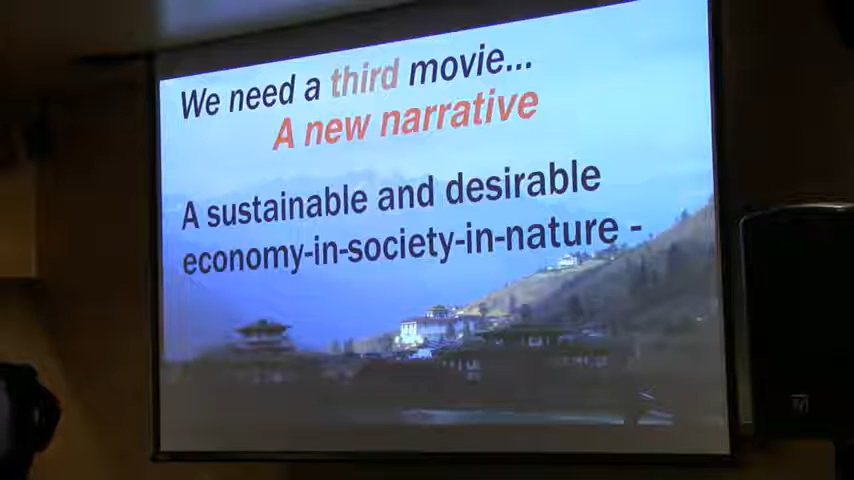 We need a third movie...
A new narrative
A sustainable and desirable
economy-in-society-in-nature -